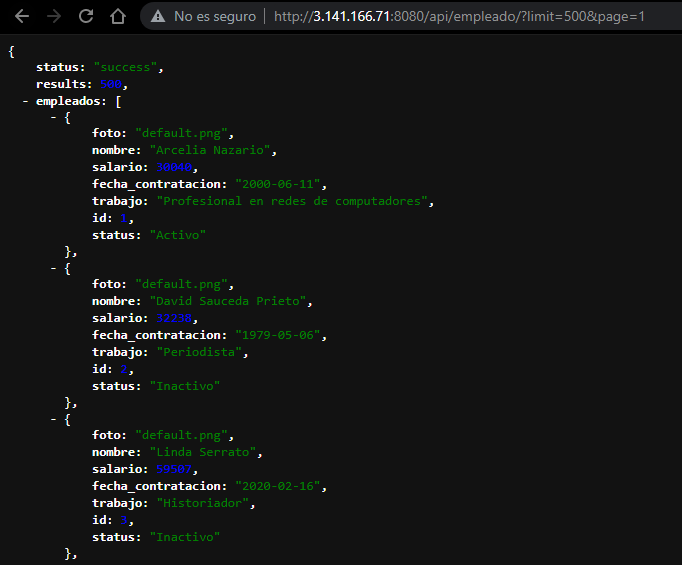 No es seguro | http://3.141.166.71:8080/api/empleado/?limit=500&page=1
{
status: "success",
results: 500,
- empleados: [
- {
foto: "default.png",
nombre: "Arcelia Nazario",
salario: 30040,
fecha_contratacion: "2000-06-11",
trabajo: "Profesional en redes de computadores",
id: 1,
status: "Activo"
},
- {
foto: "default.png",
nombre: "David Sauceda Prieto",
salario: 32238,
fecha_contratacion: "1979-05-06",
trabajo: "Periodista",
id: 2,
status: "Inactivo"
},
- {
foto: "default.png",
nombre: "Linda Serrato",
salario: 59507,
fecha_contratacion: "2020-02-16",
trabajo: "Historiador",
id: 3,
status: "Inactivo"
},